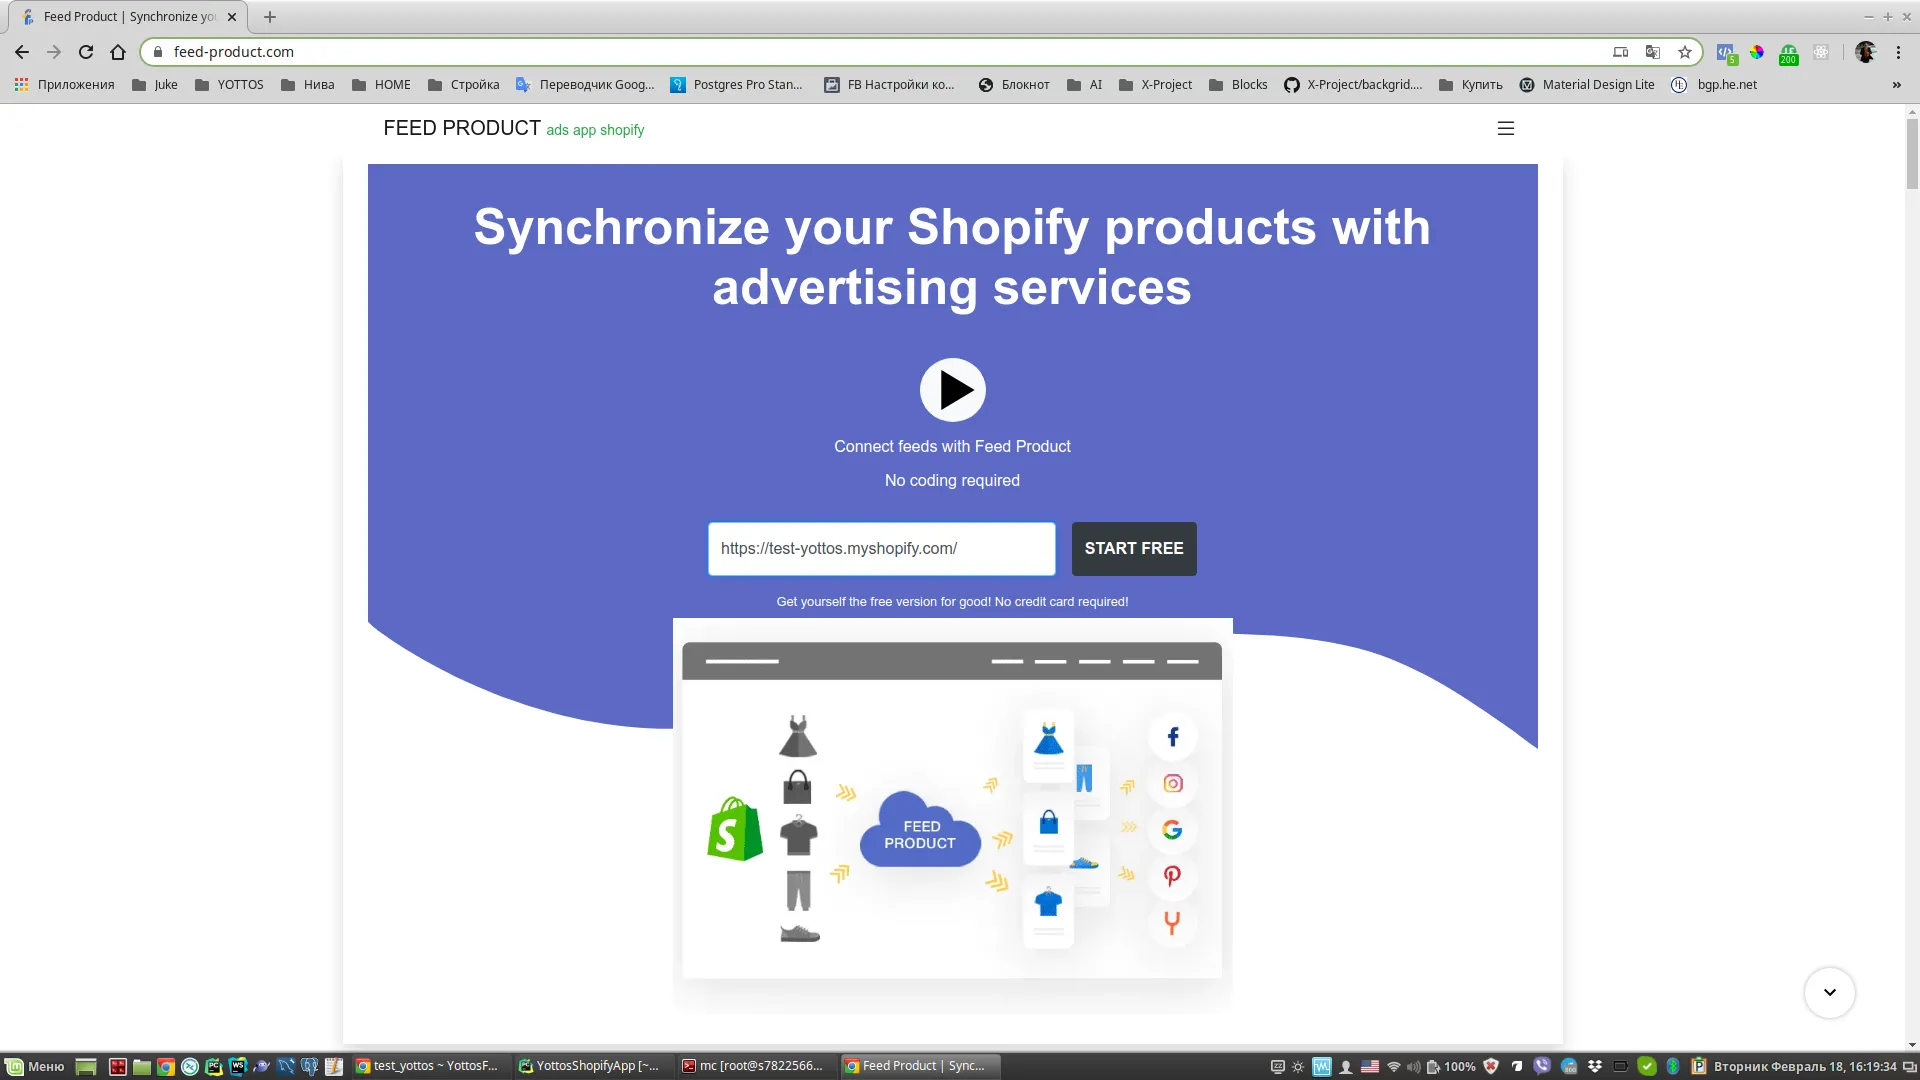 Feed Product | Synchronize you
feed-product.com
5
200
Приложения
Juke
YOTTOS
Нива
HOME
Стройка
Переводчик Goog...
Postgres Pro Stan...
FB Настройки ко...
Блокнот
AI
X-Project
Blocks
X-Project/backgrid....
Купить
Material Design Lite
bgp.he.net
»
FEED PRODUCT ads app shopify
Synchronize your Shopify products with
advertising services
Connect feeds with Feed Product
No coding required
https://test-yottos.myshopify.com/
START FREE
Get yourself the free version for good! No credit card required!
FEED
PRODUCT
Меню
test_yottos ~ YottosF...
YottosShopifyApp [~...
mc [root@s7822566...
Feed Product | Sync...
100%
Вторник Февраль 18, 16:19:34